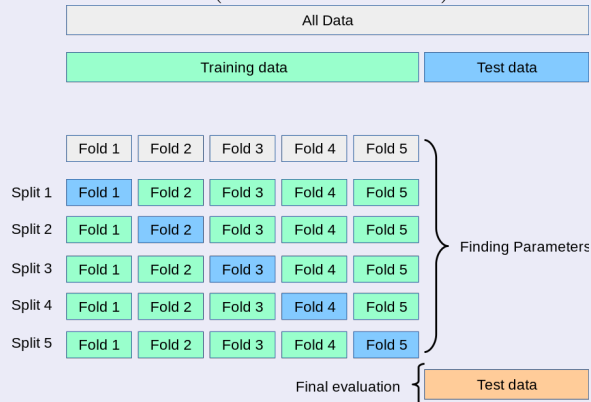 All Data
Training data Test data
Fold 1 Fold 2 Fold 3 Fold 4 Fold 5
Split 1 Fold 1 Fold 2 Fold 3 Fold 4 Fold 5
Split 2 Fold 1 Fold 2 Fold 3 Fold 4 Fold 5
Finding Parameters
Split 3 Fold 1 Fold 2 Fold 3 Fold 4 Fold 5
Split 4 Fold 1 Fold 2 Fold 3 Fold 4 Fold 5
Split 5 Fold 1 Fold 2 Fold 3 Fold 4 Fold 5
Final evaluation Test data